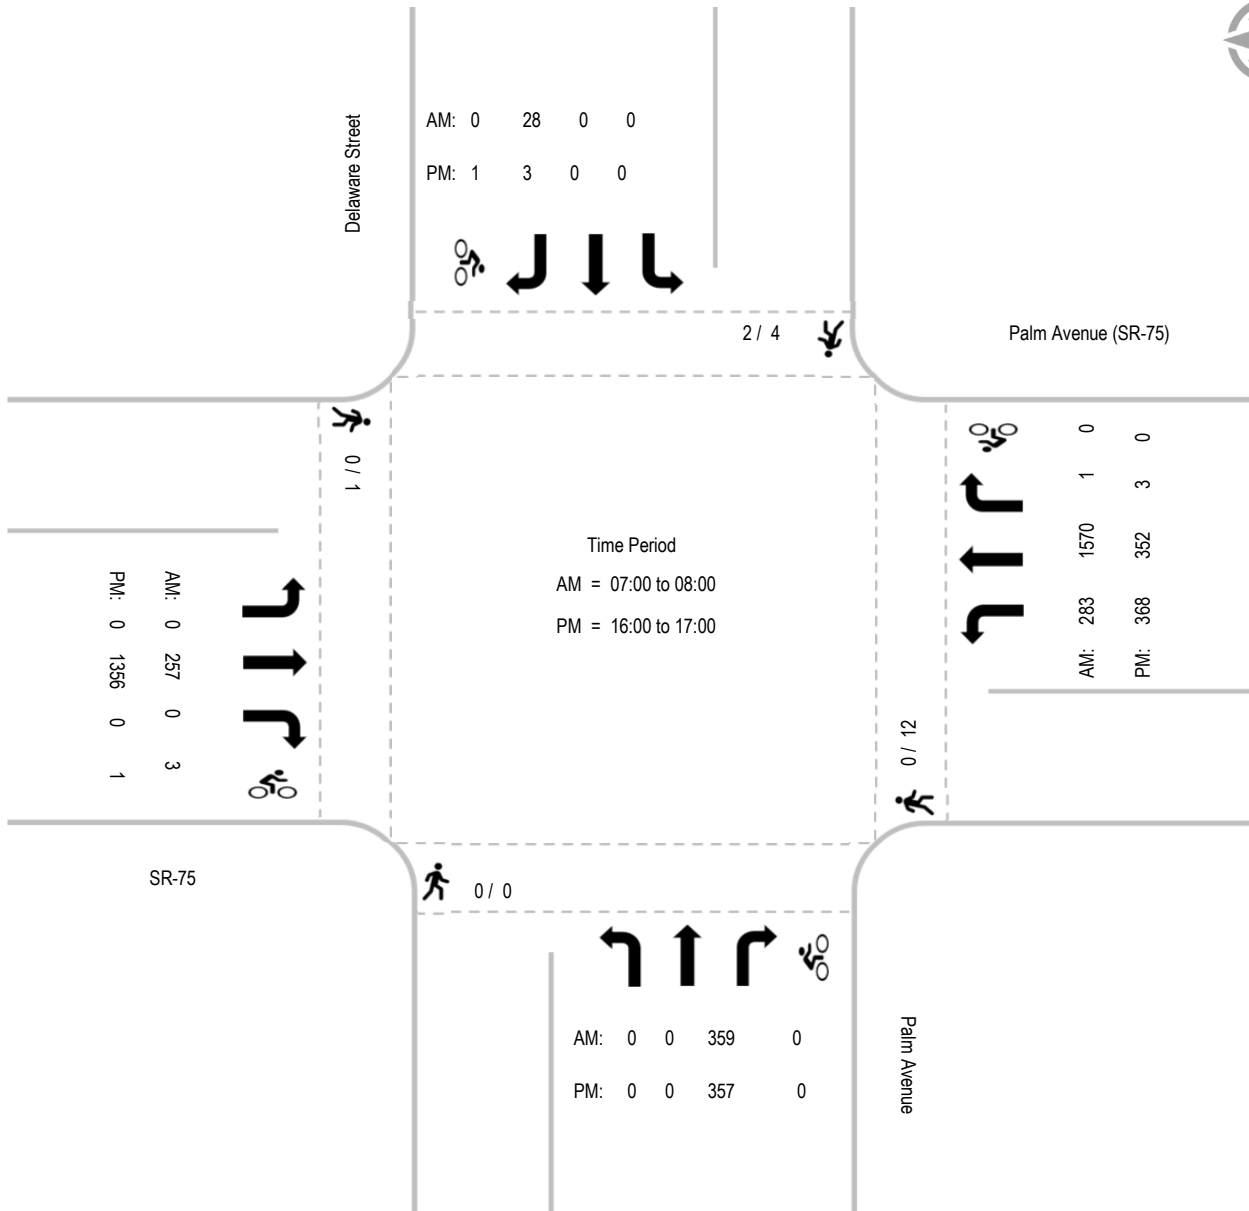 Delaware Street
AM: 0 28 0 0
PM: 1 3 0 0
2 / 4
Palm Avenue (SR-75)
0 / 1
AM: 283 1570 1 0
PM: 368 352 3 0
Time Period
AM = 07:00 to 08:00
PM = 16:00 to 17:00
AM: 0 257 0 3
PM: 0 1356 0 1
0 / 12
SR-75
0 / 0
AM: 0 0 359 0
PM: 0 0 357 0
Palm Avenue